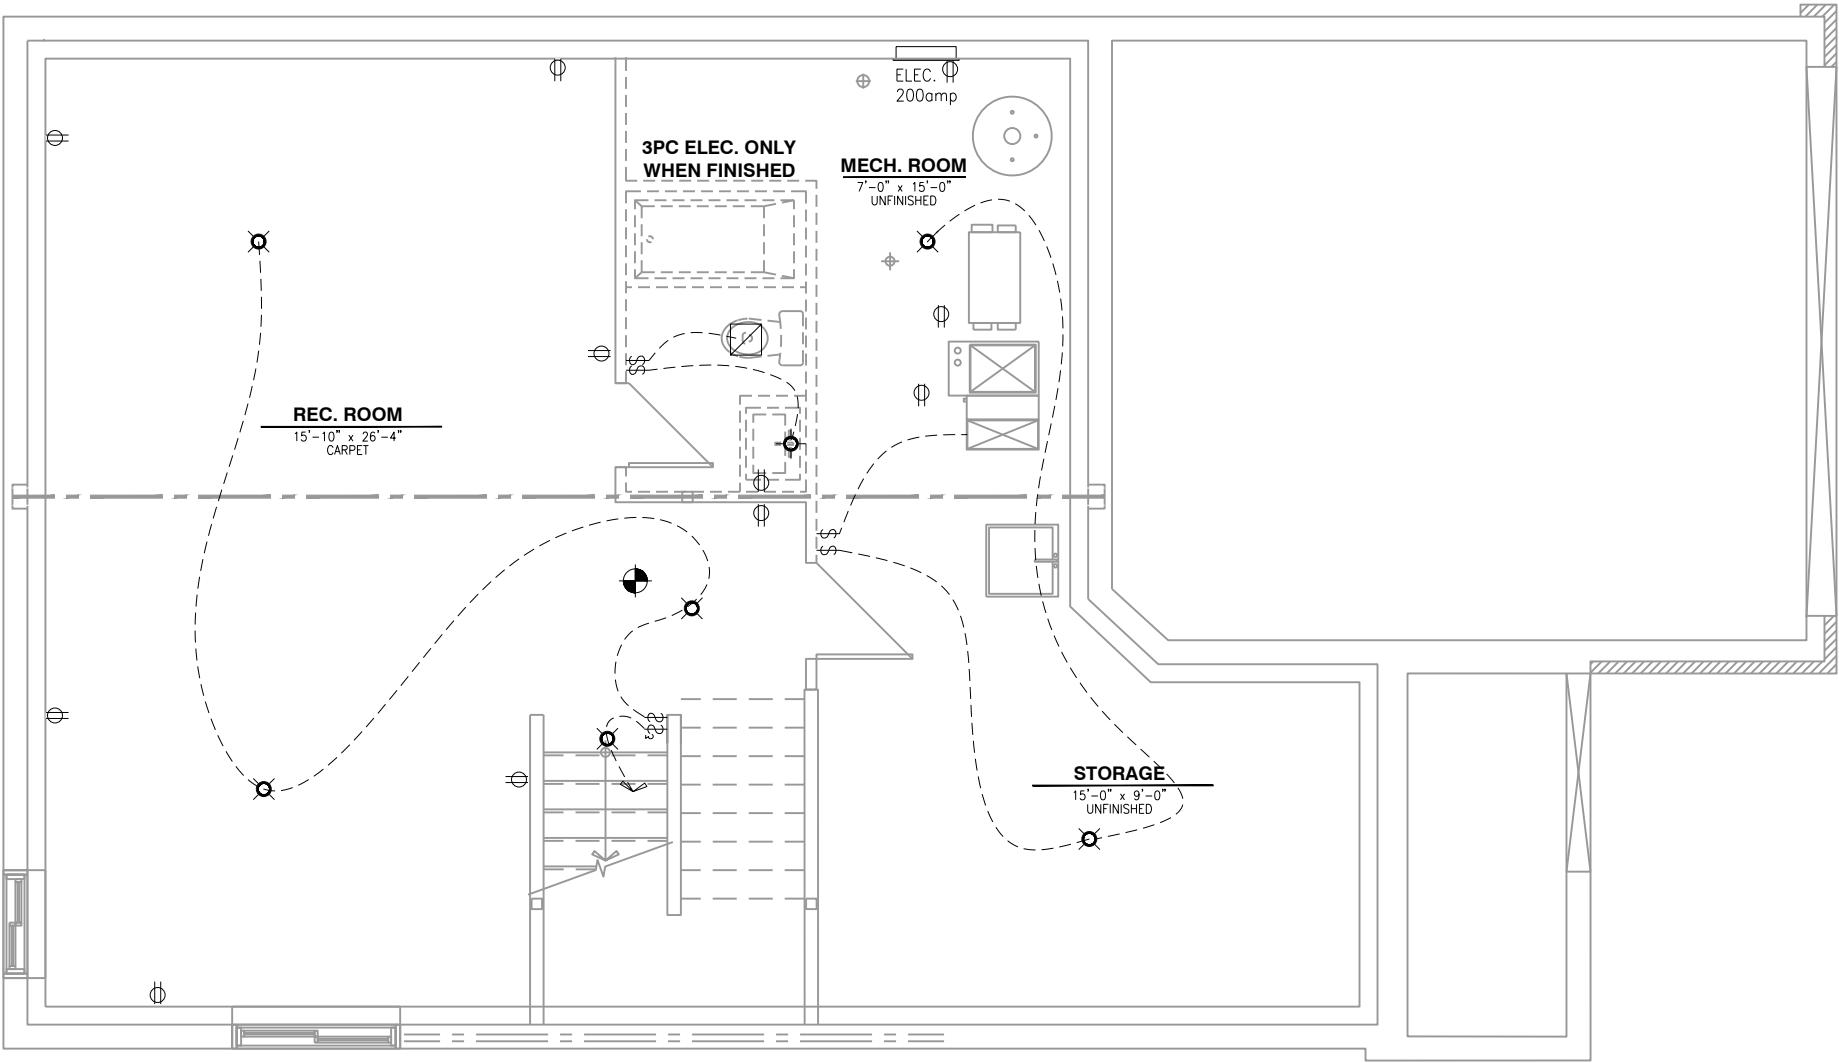 ELEC.
200amp
3PC ELEC. ONLY
WHEN FINISHED
MECH. ROOM
7'-0" x 15'-0"
UNFINISHED
REC. ROOM
15'-10" x 26'-4"
CARPET
S
S
S
S
S
S3
STORAGE
15'-0" x 9'-0"
UNFINISHED